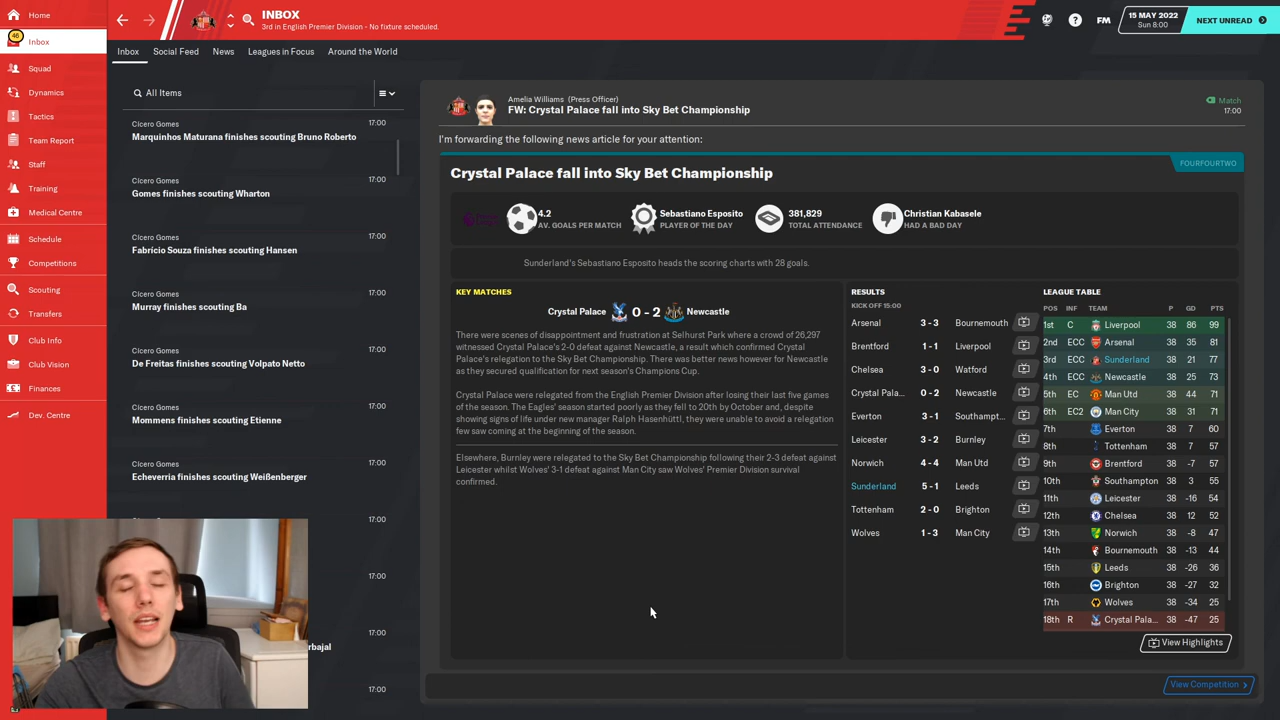 Home
INBOX
3rd in English Premier Division - No fixture scheduled.
?
FM
15 MAY 2022
Sun 8:00
NEXT UNREAD
46
Inbox
Inbox
Social Feed
News
Leagues in Focus
Around the World
Squad
Dynamics
Tactics
Team Report
Staff
Training
Medical Centre
Schedule
Competitions
Scouting
Transfers
Club Info
Club Vision
Finances
Dev. Centre
All Items
Cícero Gomes
17:00
Marquinhos Maturana finishes scouting Bruno Roberto
Cícero Gomes
17:00
Gomes finishes scouting Wharton
Cícero Gomes
17:00
Fabrício Souza finishes scouting Hansen
Cícero Gomes
17:00
Murray finishes scouting Ba
Cícero Gomes
17:00
De Freitas finishes scouting Volpato Netto
Cícero Gomes
17:00
Mommens finishes scouting Etienne
Cícero Gomes
17:00
Echeverria finishes scouting Weißenberger
17:00
17:00
17:00
rbajal
17:00
Amelia Williams (Press Officer)
FW: Crystal Palace fall into Sky Bet Championship
Match
17:00
I'm forwarding the following news article for your attention:
FOURFOURTWO
Crystal Palace fall into Sky Bet Championship
4.2
AV. GOALS PER MATCH
Sebastiano Esposito
PLAYER OF THE DAY
381,829
TOTAL ATTENDANCE
Christian Kabasele
HAD A BAD DAY
Sunderland's Sebastiano Esposito heads the scoring charts with 28 goals.
KEY MATCHES
Crystal Palace 0 - 2 Newcastle
There were scenes of disappointment and frustration at Selhurst Park where a crowd of 26,297
witnessed Crystal Palace's 2-0 defeat against Newcastle, a result which confirmed Crystal
Palace's relegation to the Sky Bet Championship. There was better news however for Newcastle
as they secured qualification for next season's Champions Cup.
Crystal Palace were relegated from the English Premier Division after losing their last five games
of the season. The Eagles' season started poorly as they fell to 20th by October and, despite
showing signs of life under new manager Ralph Hasenhüttl, they were unable to avoid a relegation
few saw coming at the beginning of the season.
Elsewhere, Burnley were relegated to the Sky Bet Championship following their 2-3 defeat against
Leicester whilst Wolves' 3-1 defeat against Man City saw Wolves' Premier Division survival
confirmed.
RESULTS
KICK OFF 15:00
Arsenal 3 - 3 Bournemouth
Brentford 1 - 1 Liverpool
Chelsea 3 - 0 Watford
Crystal Pala... 0 - 2 Newcastle
Everton 3 - 1 Southampt...
Leicester 3 - 2 Burnley
Norwich 4 - 4 Man Utd
Sunderland 5 - 1 Leeds
Tottenham 2 - 0 Brighton
Wolves 1 - 3 Man City
LEAGUE TABLE
POS INF TEAM P GD PTS
1st C Liverpool 38 86 99
2nd ECC Arsenal 38 35 81
3rd ECC Sunderland 38 21 77
4th ECC Newcastle 38 25 73
5th EC Man Utd 38 44 71
6th EC2 Man City 38 31 71
7th Everton 38 7 60
8th Tottenham 38 7 57
9th Brentford 38 -7 57
10th Southampton 38 3 55
11th Leicester 38 -16 54
12th Chelsea 38 12 52
13th Norwich 38 -8 47
14th Bournemouth 38 -13 44
15th Leeds 38 -26 36
16th Brighton 38 -27 32
17th Wolves 38 -34 25
18th R Crystal Pala... 38 -47 25
View Highlights
View Competition